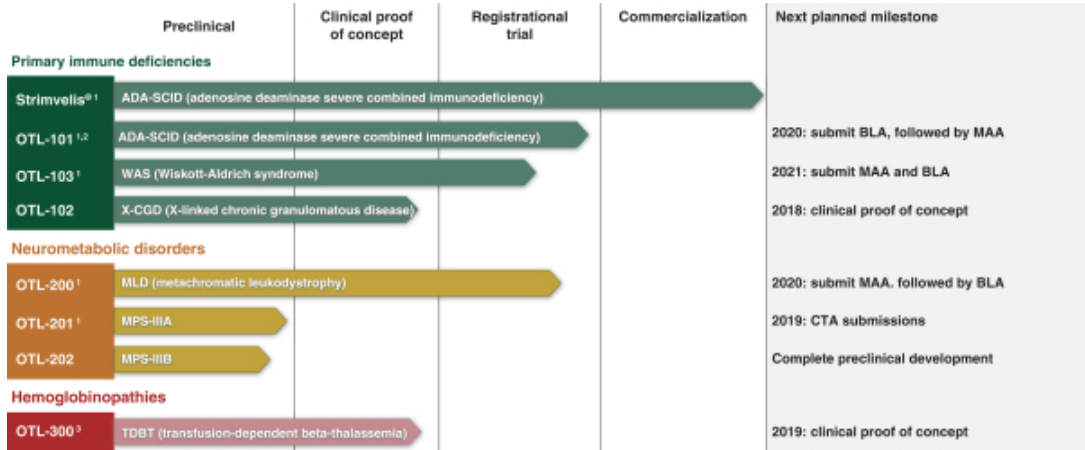 Preclinical
Clinical proof
of concept
Registrational
trial
Commercialization
Next planned milestone
Primary immune deficiencies
Strimvelis® 1
ADA-SCID (adenosine deaminase severe combined immunodeficiency)
OTL-101 1,2
ADA-SCID (adenosine deaminase severe combined immunodeficiency)
2020: submit BLA, followed by MAA
OTL-103 1
WAS (Wiskott-Aldrich syndrome)
2021: submit MAA and BLA
OTL-102
X-CGD (X-linked chronic granulomatous disease)
2018: clinical proof of concept
Neurometabolic disorders
OTL-200 1
MLD (metachromatic leukodystrophy)
2020: submit MAA. followed by BLA
OTL-201 1
MPS-IIIA
2019: CTA submissions
OTL-202
MPS-IIIB
Complete preclinical development
Hemoglobinopathies
OTL-300 3
TDBT (transfusion-dependent beta-thalassemia)
2019: clinical proof of concept